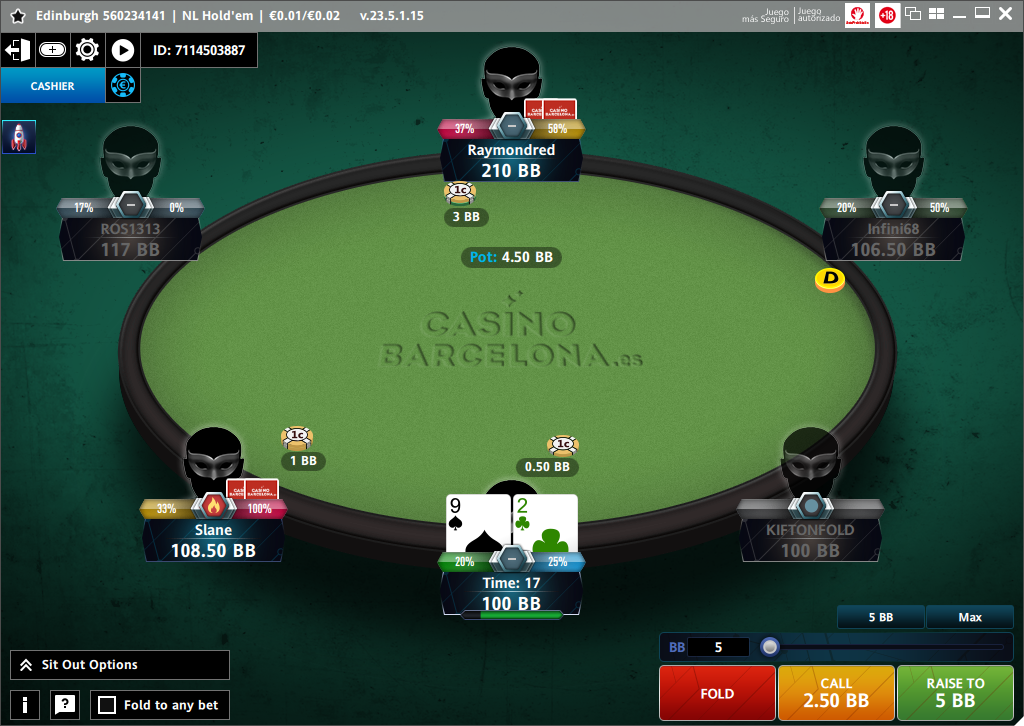 Edinburgh 560234141 | NL Hold'em | €0.01/€0.02 v.23.5.1.15
Juego más Seguro
Juego autorizado
+18
ID: 7114503887
CASHIER
37% 58%
Raymondred
210 BB
1c
3 BB
17% 0%
ROS1313
117 BB
20% 50%
Infini68
106.50 BB
Pot: 4.50 BB
D
CASINO
BARCELONA.es
1c
1 BB
1c
0.50 BB
CASINO
BARCELONA.es
33% 100%
Slane
108.50 BB
9 2
20% 25%
Time: 17
100 BB
KIFTONFOLD
100 BB
5 BB Max
BB 5
Sit Out Options
FOLD
CALL
2.50 BB
RAISE TO
5 BB
Fold to any bet